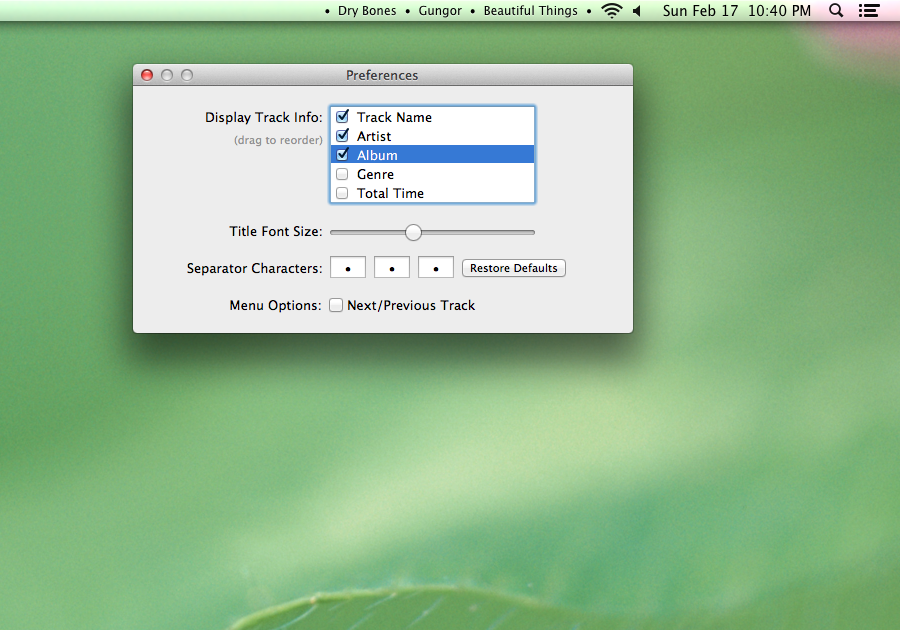 • Dry Bones • Gungor • Beautiful Things • Sun Feb 17 10:40 PM
Preferences
Display Track Info:
(drag to reorder)
Track Name
Artist
Album
Genre
Total Time
Title Font Size:
Separator Characters: • • • Restore Defaults
Menu Options: Next/Previous Track